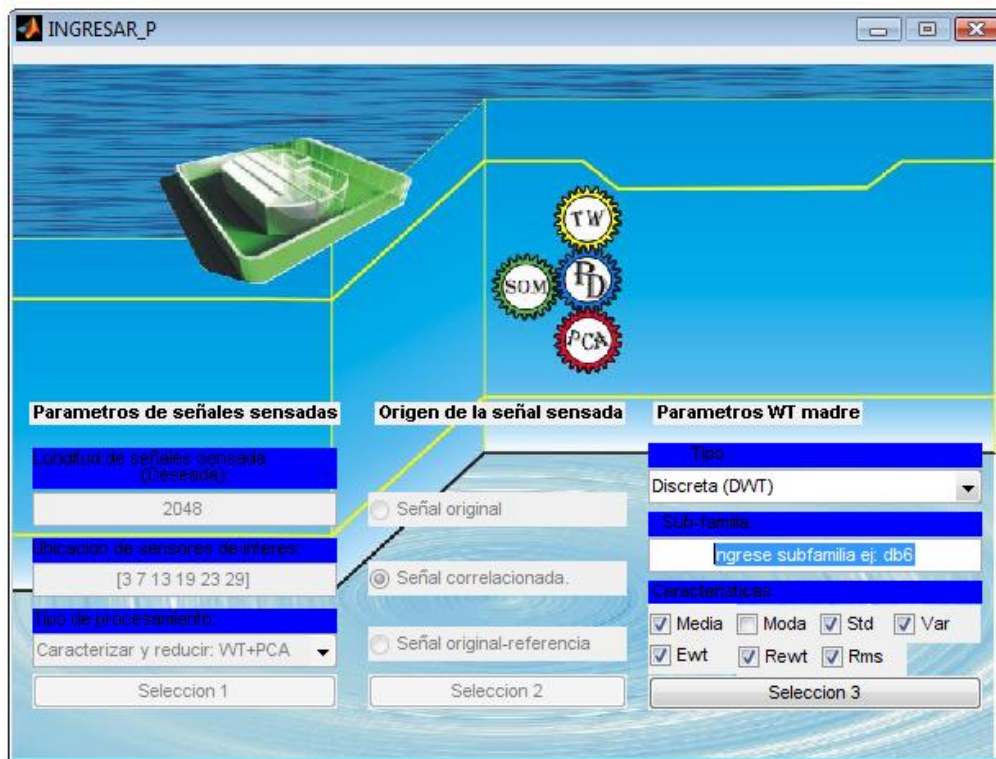 INGRESAR_P
TW
SOM
PD
PCA
Parametros de señales sensadas
Longitud de señales sensada
(Deseada):
2048
Ubicación de sensores de interes:
[3 7 13 19 23 29]
Tipo de procesamiento:
Caracterizar y reducir: WT+PCA
Seleccion 1
Origen de la señal sensada
Señal original
Señal correlacionada.
Señal original-referencia
Seleccion 2
Parametros WT madre
Tipo
Discreta (DWT)
Sub-familia
Ingrese subfamilia ej: db6
Caracteristicas
Media Moda Std Var
Ewt Rewt Rms
Seleccion 3